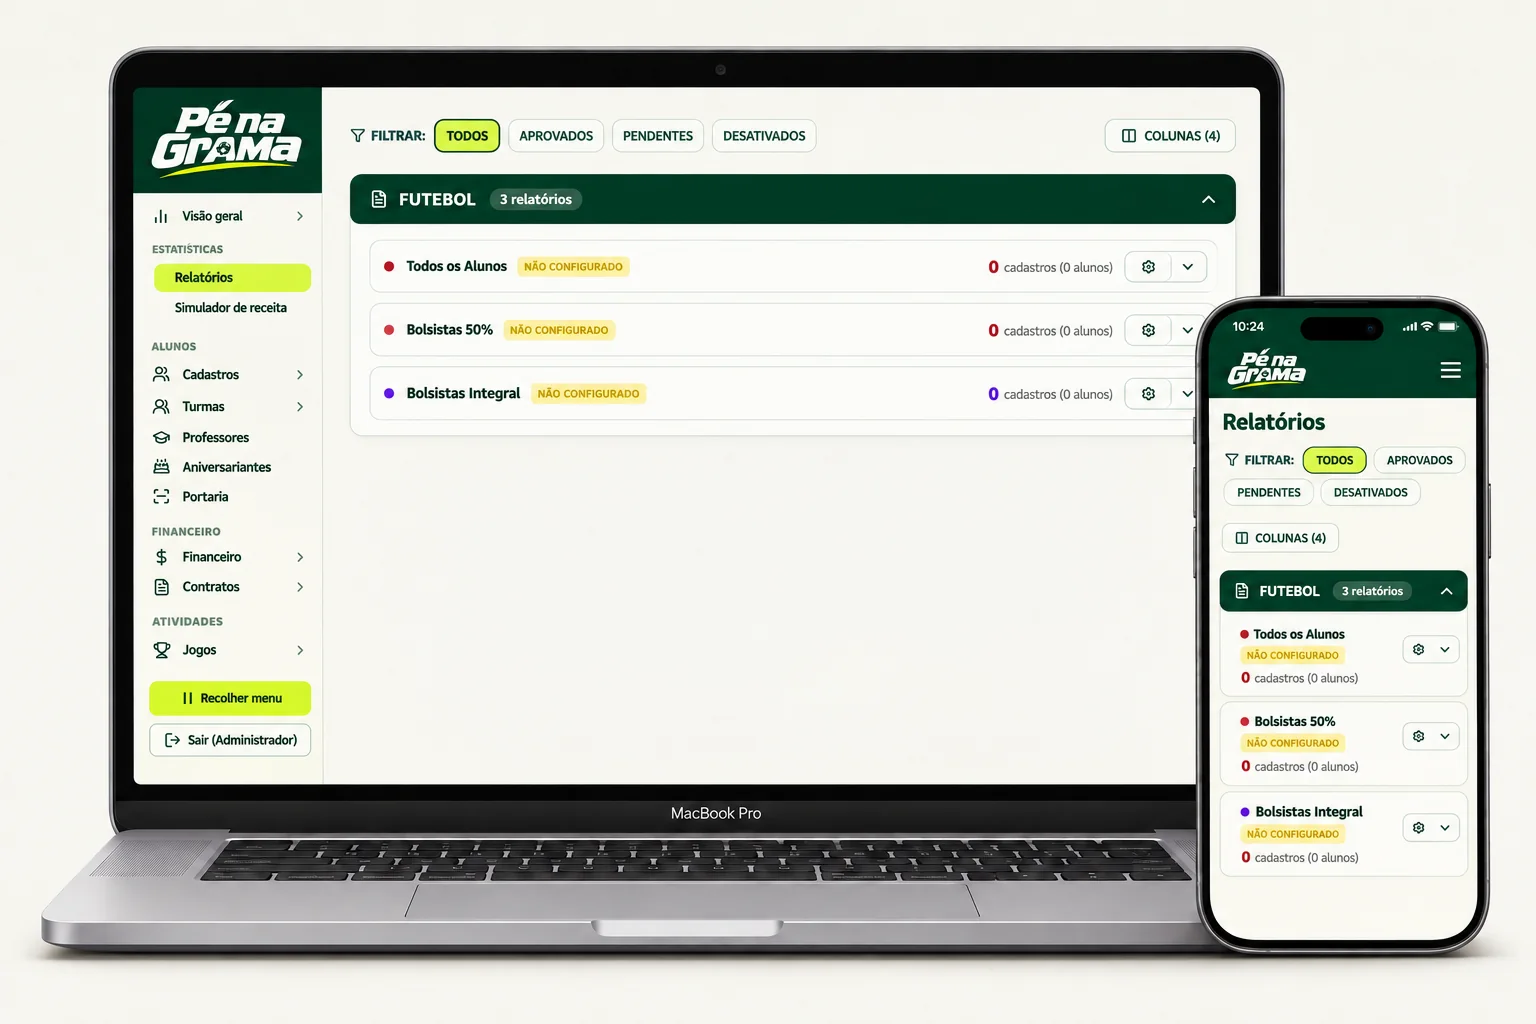 Pé na
GRAMa
Visão geral
ESTATÍSTICAS
Relatórios
Simulador de receita
ALUNOS
Cadastros
Turmas
Professores
Aniversariantes
Portaria
FINANCEIRO
Financeiro
Contratos
ATIVIDADES
Jogos
Recolher menu
Sair (Administrador)
FILTRAR: TODOS APROVADOS PENDENTES DESATIVADOS COLUNAS (4)
FUTEBOL 3 relatórios
Todos os Alunos NÃO CONFIGURADO 0 cadastros (0 alunos)
Bolsistas 50% NÃO CONFIGURADO 0 cadastros (0 alunos)
Bolsistas Integral NÃO CONFIGURADO 0 cadastros (0 alunos)
MacBook Pro
10:24
Pé na
GRAMa
Relatórios
FILTRAR: TODOS APROVADOS
PENDENTES DESATIVADOS
COLUNAS (4)
FUTEBOL 3 relatórios
Todos os Alunos
NÃO CONFIGURADO
0 cadastros (0 alunos)
Bolsistas 50%
NÃO CONFIGURADO
0 cadastros (0 alunos)
Bolsistas Integral
NÃO CONFIGURADO
0 cadastros (0 alunos)